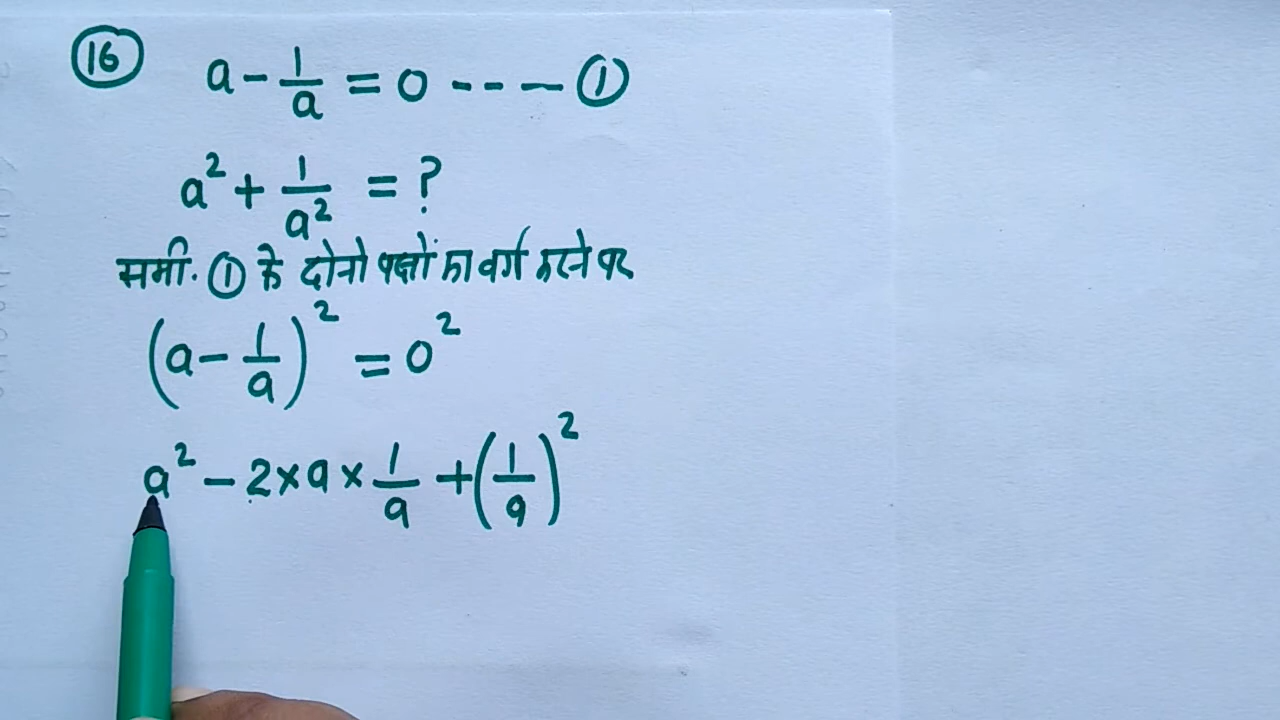 16 a - 1/a = 0 --- ①
a² + 1/a² = ?
समी. ① के दोनो पक्षों का वर्ग करने पर
(a - 1/a)² = 0²
a² - 2×a×1/a + (1/a)²